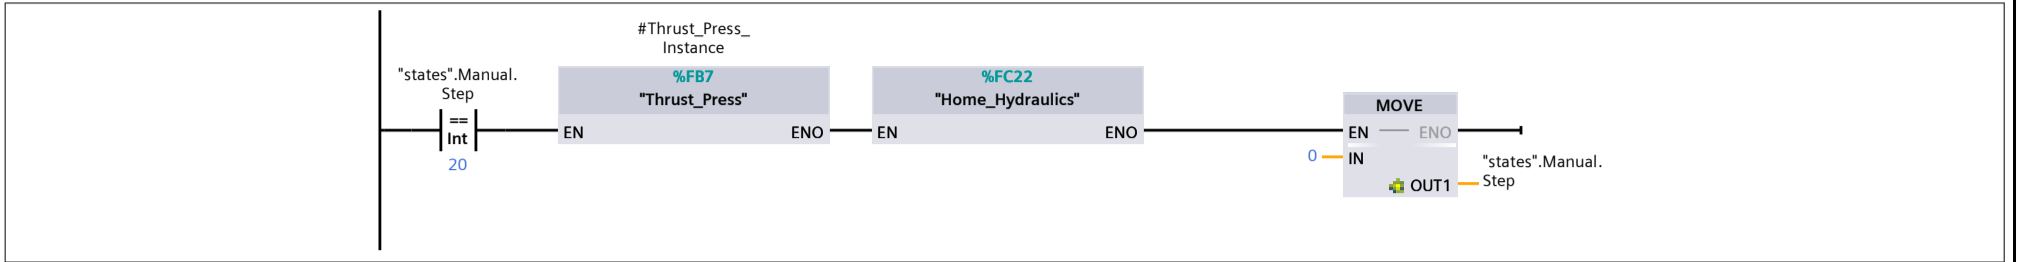 #Thrust_Press_
Instance
"states".Manual.
Step
==
Int
20
%FB7
"Thrust_Press"
EN
ENO
%FC22
"Home_Hydraulics"
EN
ENO
MOVE
EN
ENO
0
IN
OUT1
"states".Manual.
Step